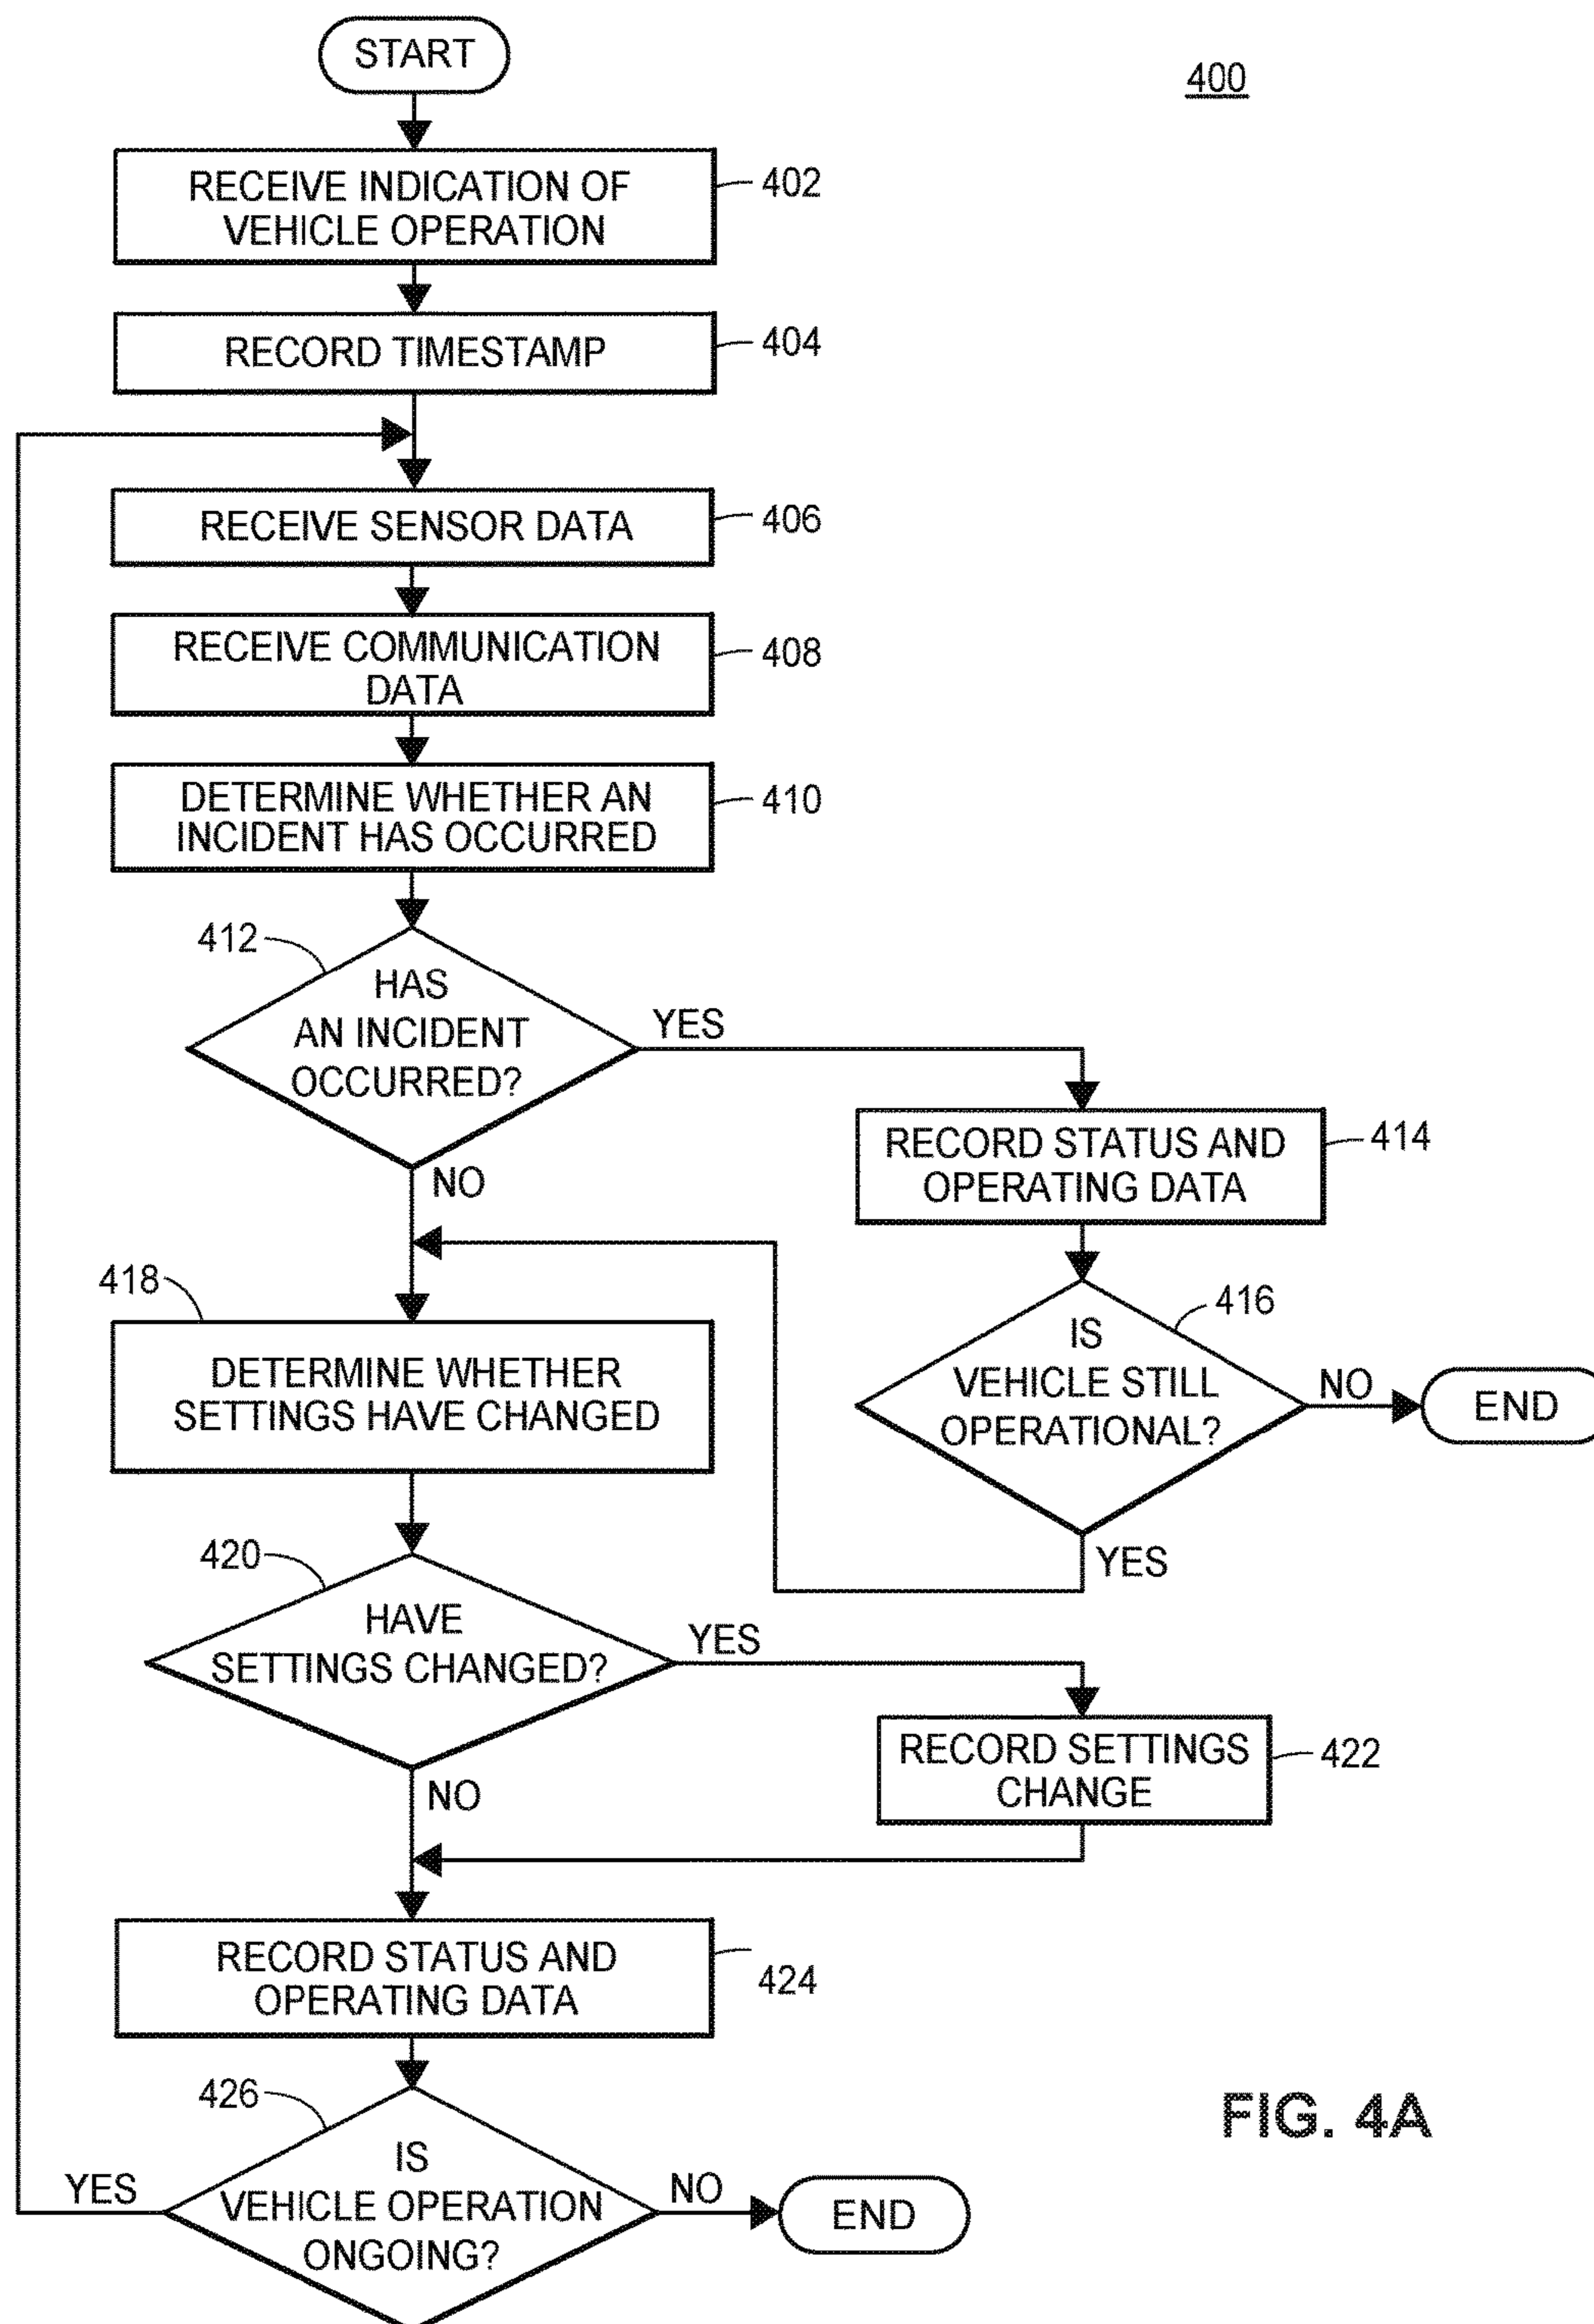 START
400
RECEIVE INDICATION OF
VEHICLE OPERATION
402
RECORD TIMESTAMP
404
RECEIVE SENSOR DATA
406
RECEIVE COMMUNICATION
DATA
408
DETERMINE WHETHER AN
INCIDENT HAS OCCURRED
410
412
HAS
AN INCIDENT
OCCURRED?
YES
NO
RECORD STATUS AND
OPERATING DATA
414
416
IS
VEHICLE STILL
OPERATIONAL?
NO
END
YES
418
DETERMINE WHETHER
SETTINGS HAVE CHANGED
420
HAVE
SETTINGS CHANGED?
YES
NO
RECORD SETTINGS
CHANGE
422
RECORD STATUS AND
OPERATING DATA
424
426
IS
VEHICLE OPERATION
ONGOING?
YES
NO
END
FIG. 4A